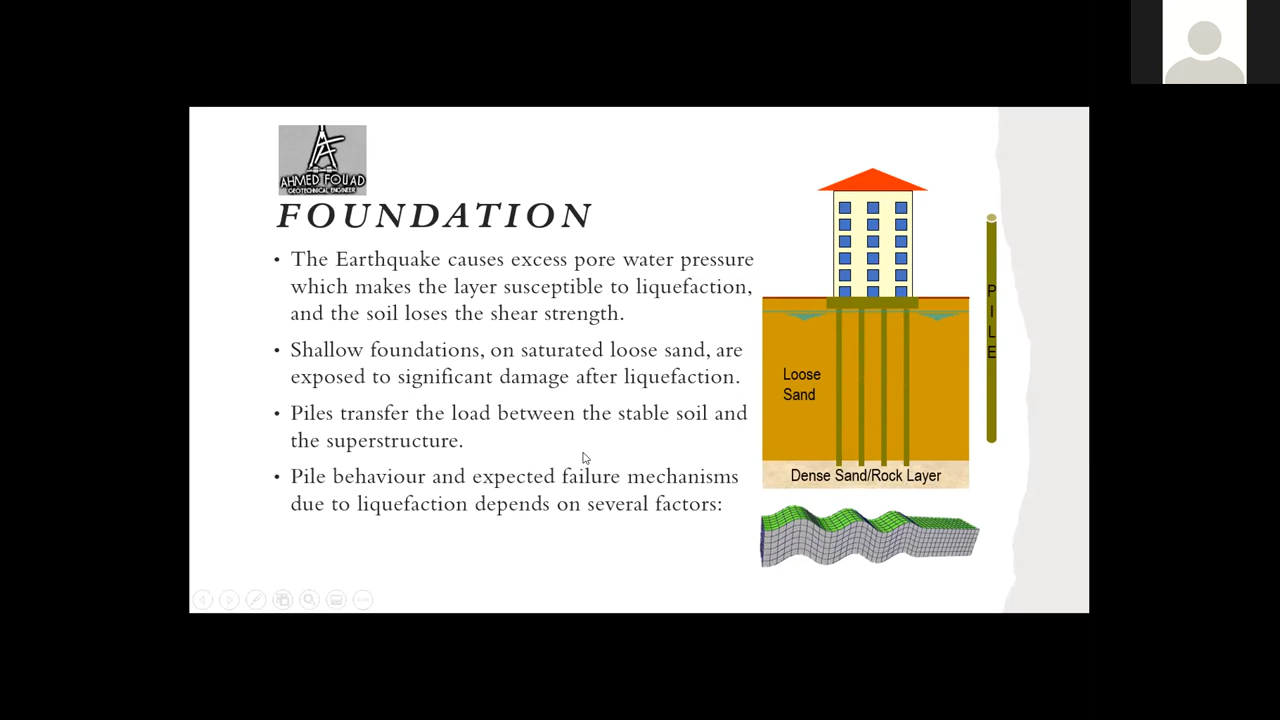 AHMED FOUAD
GEOTECHNICAL ENGINEER
FOUNDATION
• The Earthquake causes excess pore water pressure
which makes the layer susceptible to liquefaction,
and the soil loses the shear strength.
• Shallow foundations, on saturated loose sand, are
exposed to significant damage after liquefaction.
• Piles transfer the load between the stable soil and
the superstructure.
• Pile behaviour and expected failure mechanisms
due to liquefaction depends on several factors:
Loose
Sand
Dense Sand/Rock Layer
P
I
L
E